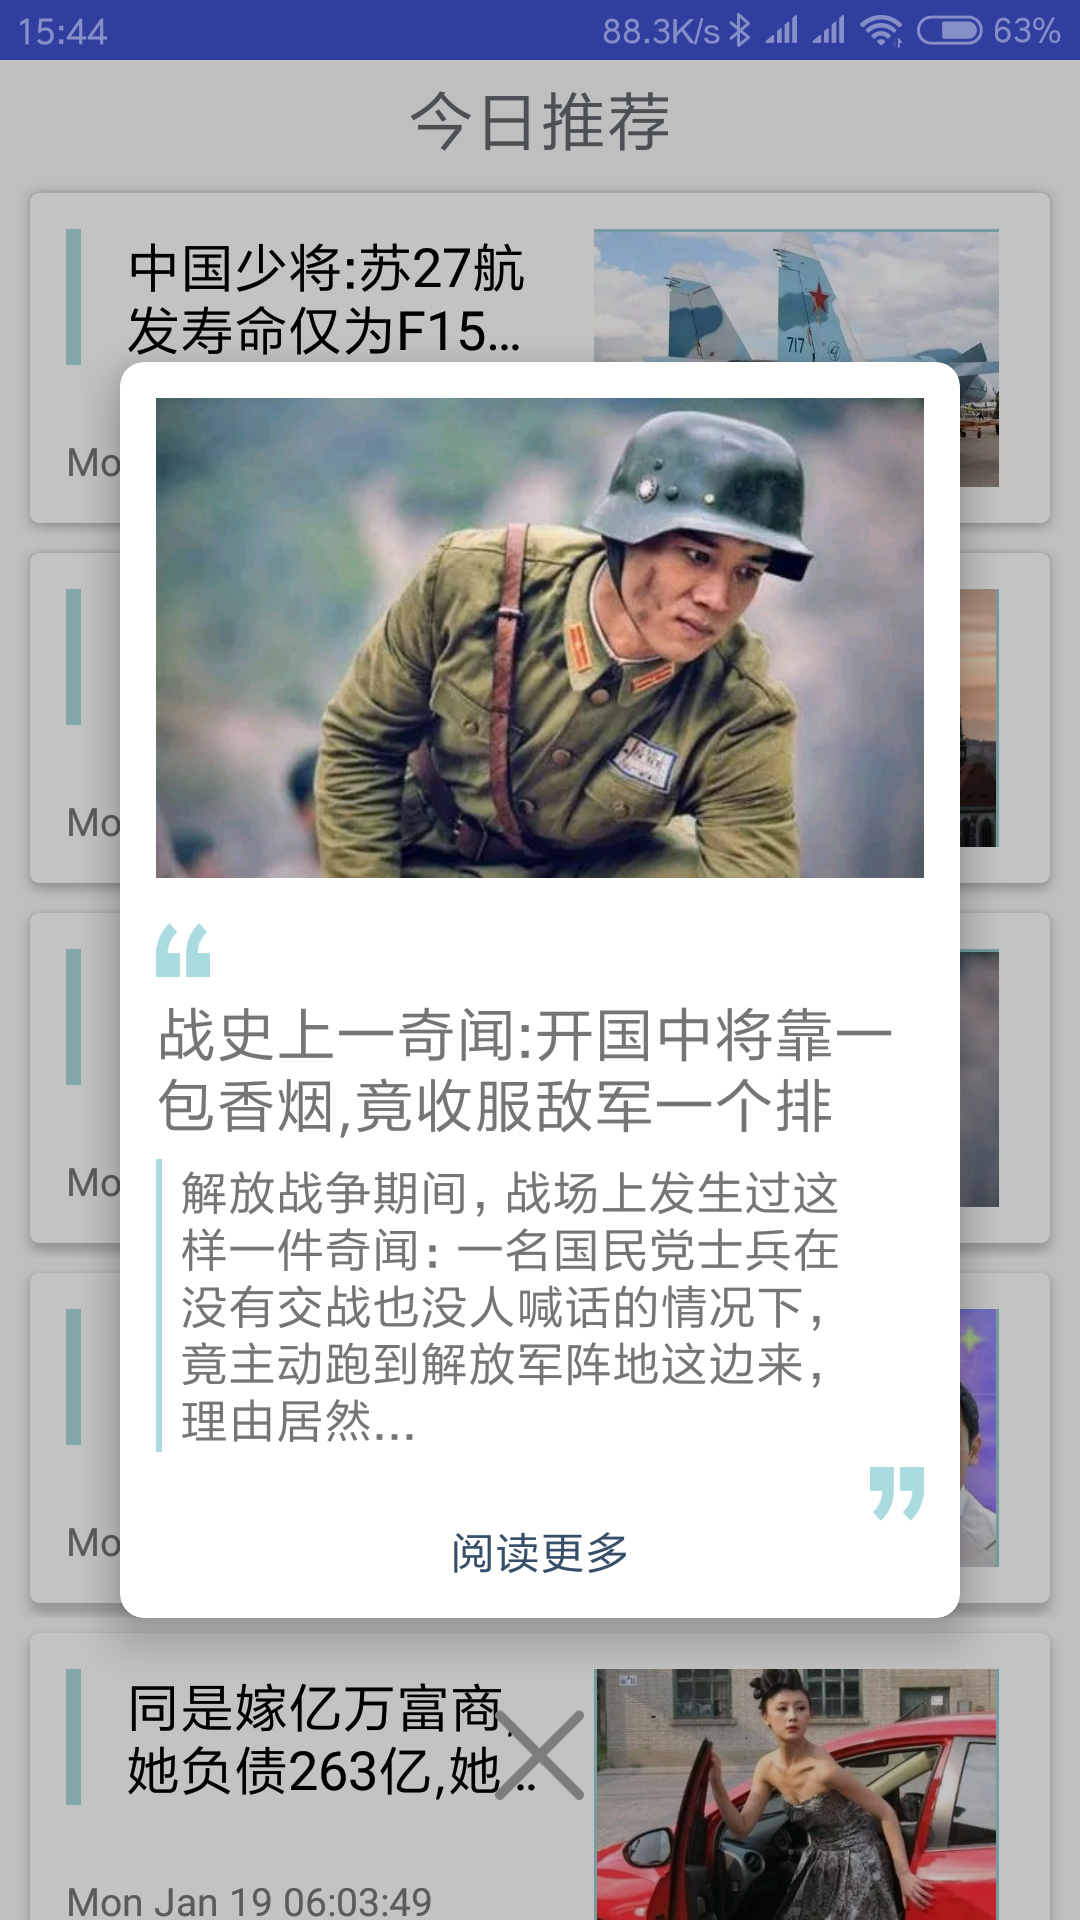 15:44
88.3K/s
63%
今日推荐
中国少将:苏27航
发寿命仅为F15...
717
Mo
Mo
Mo
Mo
战史上一奇闻:开国中将靠一
包香烟,竟收服敌军一个排
解放战争期间，战场上发生过这
样一件奇闻：一名国民党士兵在
没有交战也没人喊话的情况下，
竟主动跑到解放军阵地这边来，
理由居然...
阅读更多
同是嫁亿万富商,
她负债263亿,她...
Mon Jan 19 06:03:49